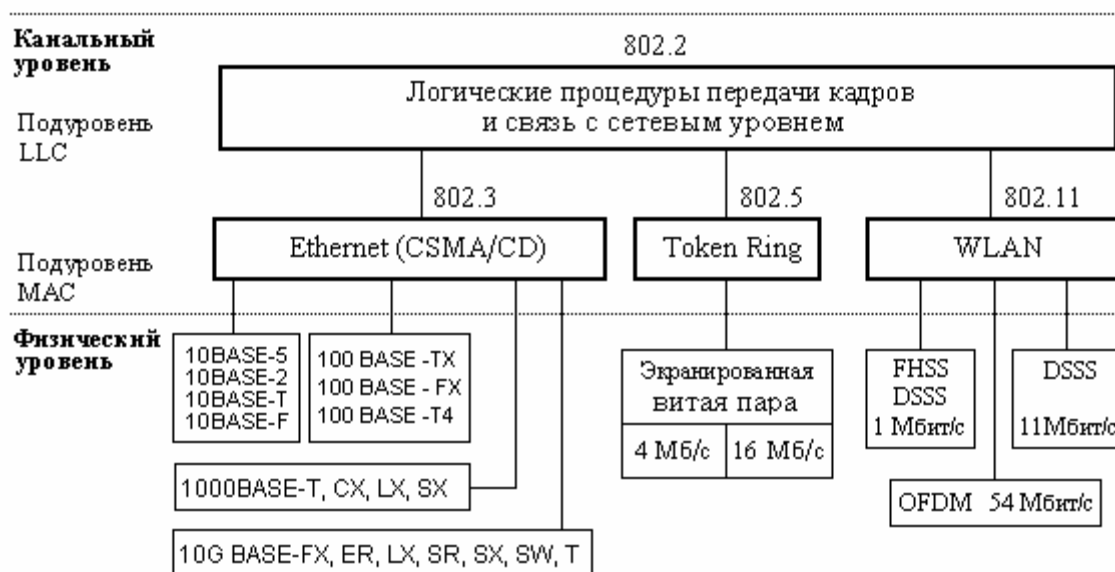 Канальный
уровень
802.2
Логические процедуры передачи кадров
и связь с сетевым уровнем
Подуровень
LLC
802.3
802.5
802.11
Ethernet (CSMA/CD)
Token Ring
WLAN
Подуровень
MAC
Физический
уровень
10BASE-5
10BASE-2
10BASE-T
10BASE-F
100 BASE -TX
100 BASE - FX
100 BASE -T4
Экранированная
витая пара
4 Мб/с
16 Мб/с
FHSS
DSSS
1 Мбит/с
DSSS
11Мбит/с
1000BASE-T, CX, LX, SX
OFDM 54 Мбит/с
10G BASE-FX, ER, LX, SR, SX, SW, T